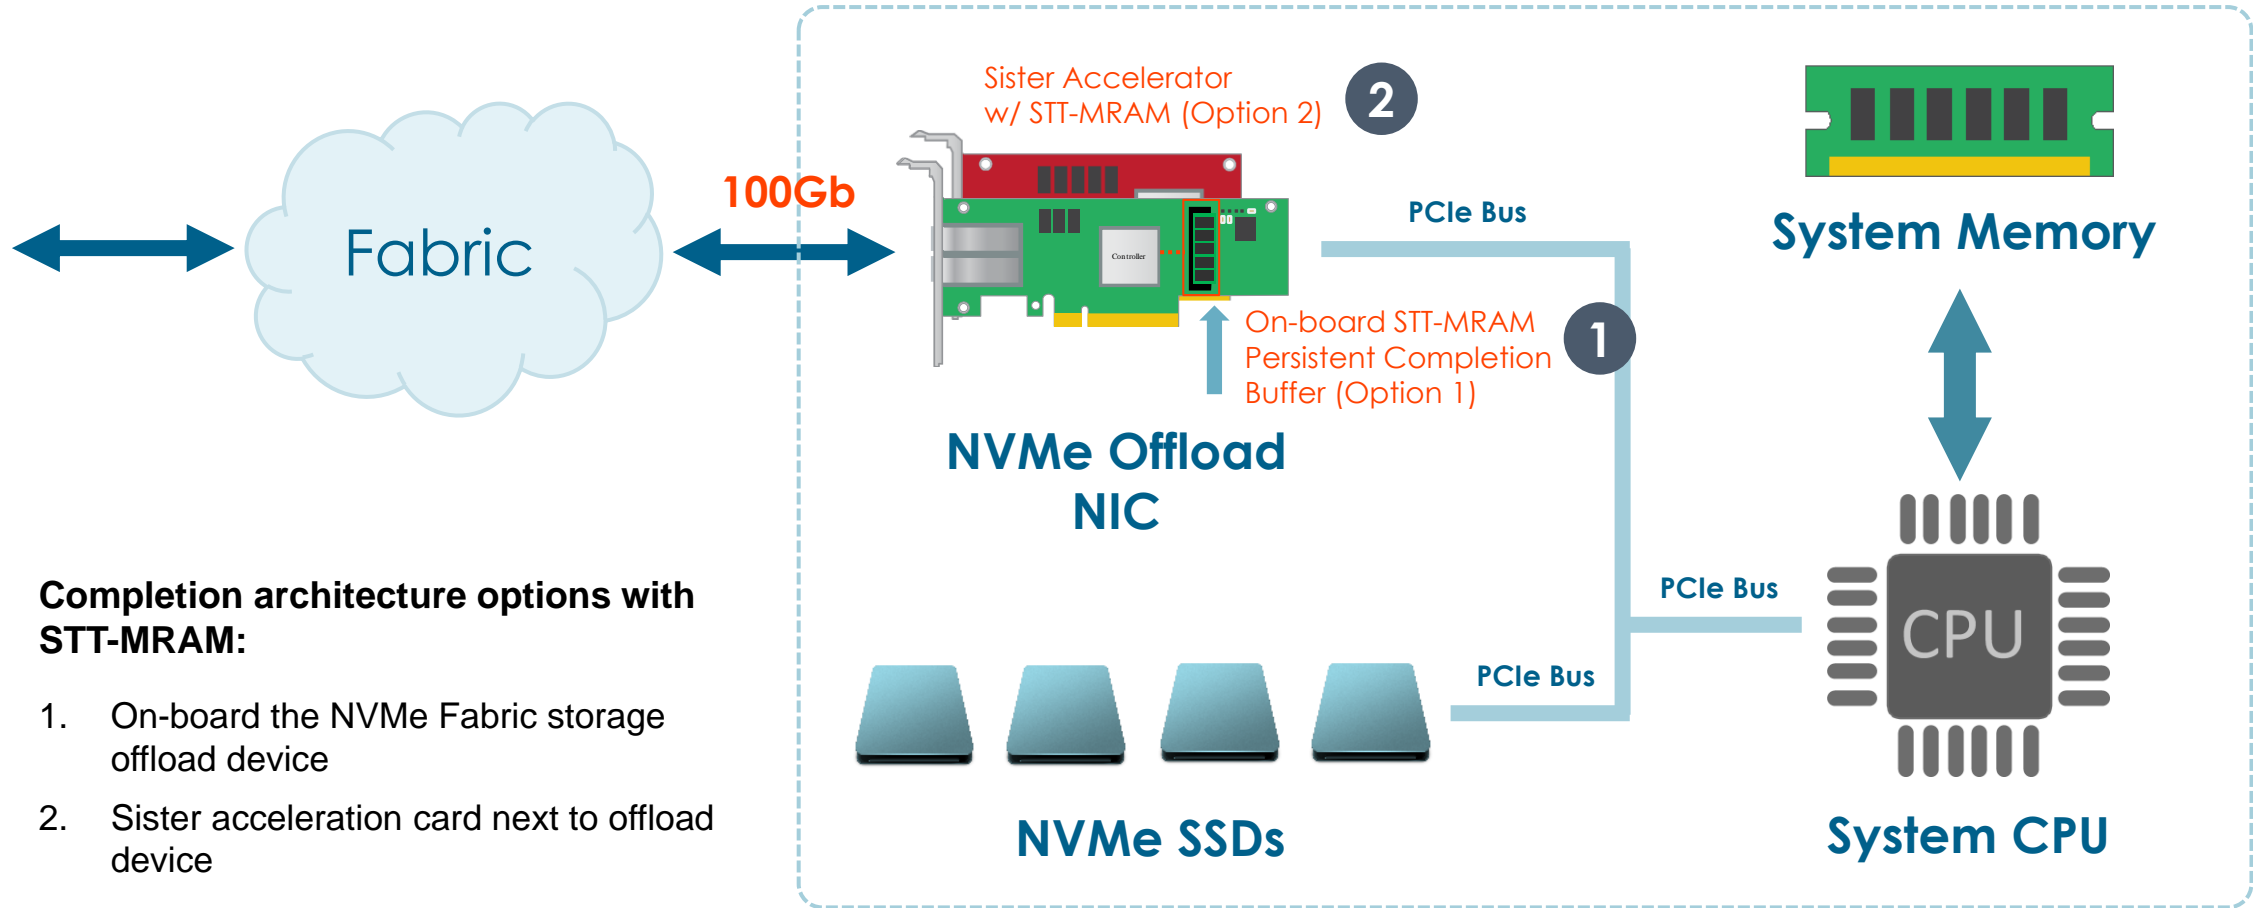 Sister Accelerator
w/ STT-MRAM (Option 2)
2
100Gb
Fabric
Controller
PCIe Bus
System Memory
On-board STT-MRAM
Persistent Completion
Buffer (Option 1)
1
NVMe Offload
NIC
Completion architecture options with
STT-MRAM:
1. On-board the NVMe Fabric storage
offload device
2. Sister acceleration card next to offload
device
PCIe Bus
PCIe Bus
NVMe SSDs
CPU
System CPU